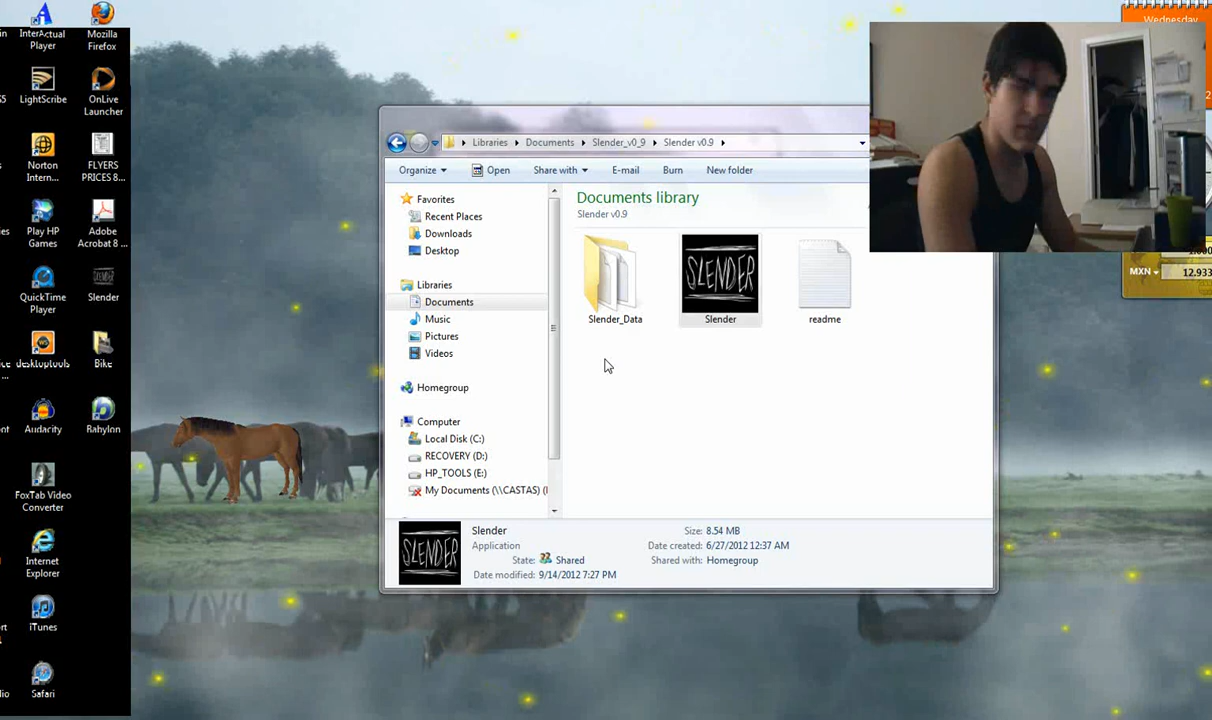 InterActual
Player
Mozilla
Firefox
LightScribe
OnLive
Launcher
Norton
Intern...
FLYERS
PRICES 8...
Play HP
Games
Adobe
Acrobat 8 ...
QuickTime
Player
Slender
desktoptools
Bike
Audacity
Babylon
FoxTab Video
Converter
Internet
Explorer
iTunes
Safari
Libraries
Documents
Slender_v0_9
Slender v0.9
Organize
Open
Share with
E-mail
Burn
New folder
Favorites
Recent Places
Downloads
Desktop
Libraries
Documents
Music
Pictures
Videos
Homegroup
Computer
Local Disk (C:)
RECOVERY (D:)
HP_TOOLS (E:)
My Documents (\\CASTAS) (
Documents library
Slender v0.9
SLENDER
Slender_Data
Slender
readme
SLENDER
Slender
Application
State: Shared
Date modified: 9/14/2012 7:27 PM
Size: 8.54 MB
Date created: 6/27/2012 12:37 AM
Shared with: Homegroup
Wednesday
MXN
12.933